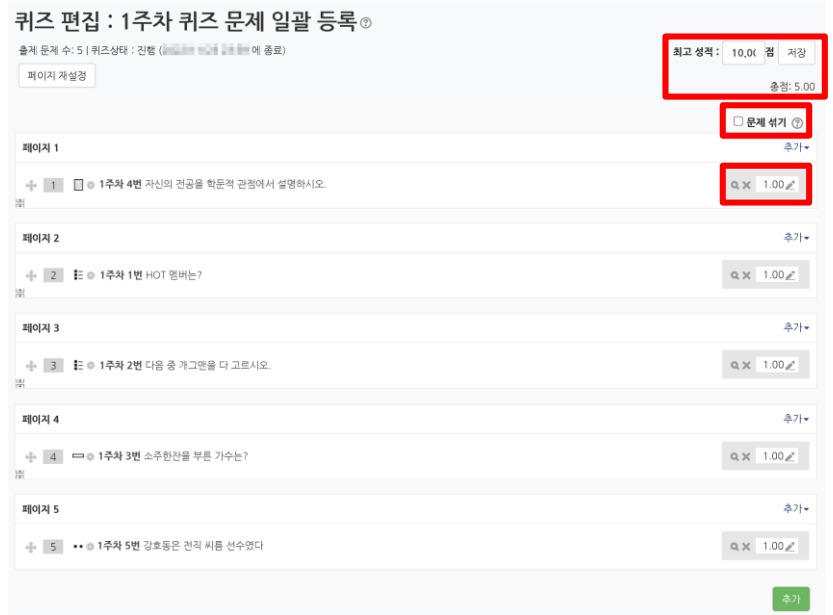 퀴즈 편집 : 1주차 퀴즈 문제 일괄 등록
출제 문제 수: 5 | 퀴즈상태 : 진행 ( 에 종료)
최고 성적 : 10.00 점 저장
페이지 재설정
총점: 5.00
문제 섞기
페이지 1 추가
1 1주차 4번 자신의 전공을 학문적 관점에서 설명하시오. 1.00
페이지 2 추가
2 1주차 1번 HOT 멤버는? 1.00
페이지 3 추가
3 1주차 2번 다음 중 개그맨을 다 고르시오. 1.00
페이지 4 추가
4 1주차 3번 소주한잔을 부른 가수는? 1.00
페이지 5 추가
5 1주차 5번 강호동은 전직 씨름 선수였다 1.00
추가